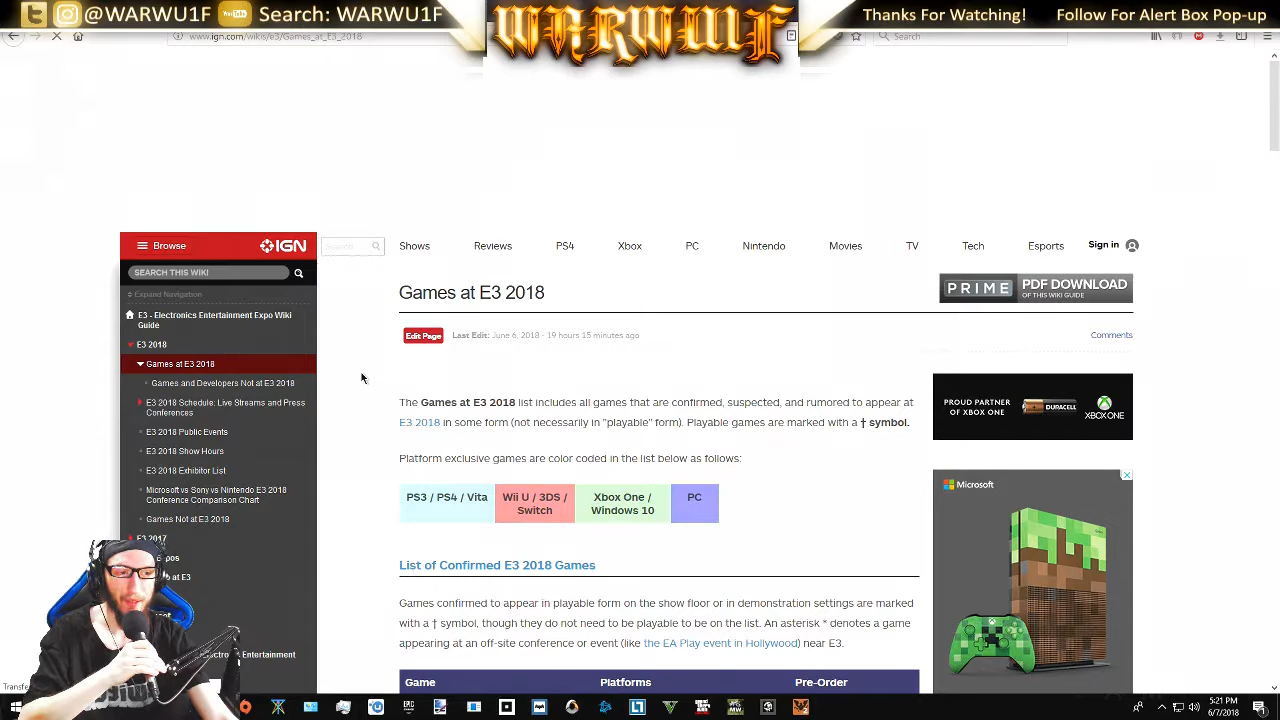 @WARWU1F YouTube Search: WARWU1F WARWU1F Thanks For Watching! Follow For Alert Box Pop-up
www.ign.com/wikis/e3/Games_at_E3_2018 Search
Browse IGN Search Shows Reviews PS4 Xbox PC Nintendo Movies TV Tech Esports Sign in
SEARCH THIS WIKI
Expand Navigation
E3 - Electronics Entertainment Expo Wiki
Guide
E3 2018
Games at E3 2018
Games and Developers Not at E3 2018
E3 2018 Schedule: Live Streams and Press
Conferences
E3 2018 Public Events
E3 2018 Show Hours
E3 2018 Exhibitor List
Microsoft vs Sony vs Nintendo E3 2018
Conference Comparison Chart
Games Not at E3 2018
E3 2017
pos
at E3
Entertainment
Games at E3 2018
PRIME PDF DOWNLOAD
OF THIS WIKI GUIDE
Edit Page Last Edit: June 6, 2018 - 19 hours 15 minutes ago Comments
The Games at E3 2018 list includes all games that are confirmed, suspected, and rumored to appear at
E3 2018 in some form (not necessarily in "playable" form). Playable games are marked with a † symbol.
Platform exclusive games are color coded in the list below as follows:
PS3 / PS4 / Vita Wii U / 3DS / Xbox One / PC
Switch Windows 10
List of Confirmed E3 2018 Games
Games confirmed to appear in playable form on the show floor or in demonstration settings are marked
with a † symbol, though they do not need to be playable to be on the list. An asterisk * denotes a game
appearing at an off-site conference or event (like the EA Play event in Hollywood) near E3.
Game Platforms Pre-Order
PROUD PARTNER
OF XBOX ONE DURACELL XBOX ONE
Microsoft
Transfe
5:21 PM
6/7/2018